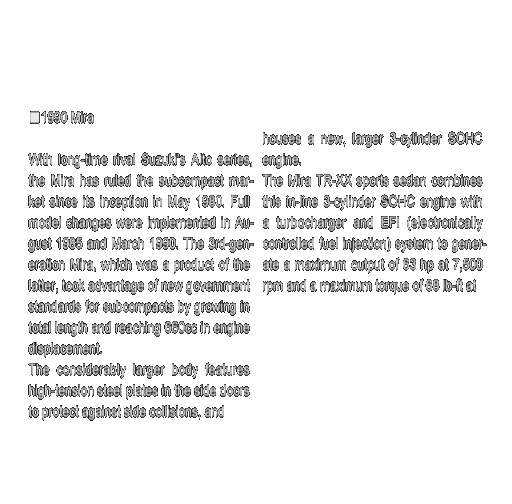 □1990 Mira
With long-time rival Suzuki's Alto series,
the Mira has ruled the subcompact mar-
ket since its inception in May 1980. Full
model changes were implemented in Au-
gust 1985 and March 1990. The 3rd-gen-
eration Mira, which was a product of the
latter, took advantage of new government
standards for subcompacts by growing in
total length and reaching 660cc in engine
displacement.
The considerably larger body features
high-tension steel plates in the side doors
to protect against side collisions, and
houses a new, larger 3-cylinder SOHC
engine.
The Mira TR-XX sports sedan combines
this in-line 3-cylinder SOHC engine with
a turbocharger and EFI (electronically
controlled fuel injection) system to gener-
ate a maximum output of 63 hp at 7,500
rpm and a maximum torque of 68 lb-ft at